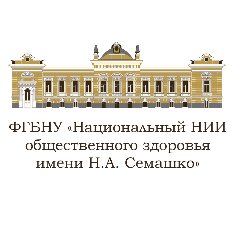 ФГБНУ «Национальный НИИ
общественного здоровья
имени Н.А. Семашко»